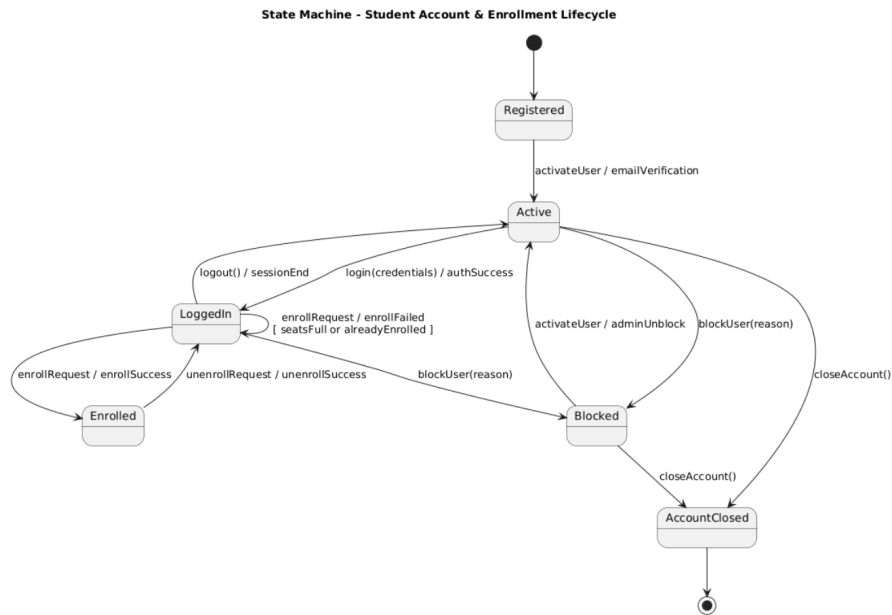 State Machine - Student Account & Enrollment Lifecycle
Registered
activateUser / emailVerification
Active
logout() / sessionEnd
login(credentials) / authSuccess
LoggedIn
enrollRequest / enrollFailed
[ seatsFull or alreadyEnrolled ]
activateUser / adminUnblock
blockUser(reason)
closeAccount()
enrollRequest / enrollSuccess
unenrollRequest / unenrollSuccess
blockUser(reason)
Enrolled
Blocked
closeAccount()
AccountClosed